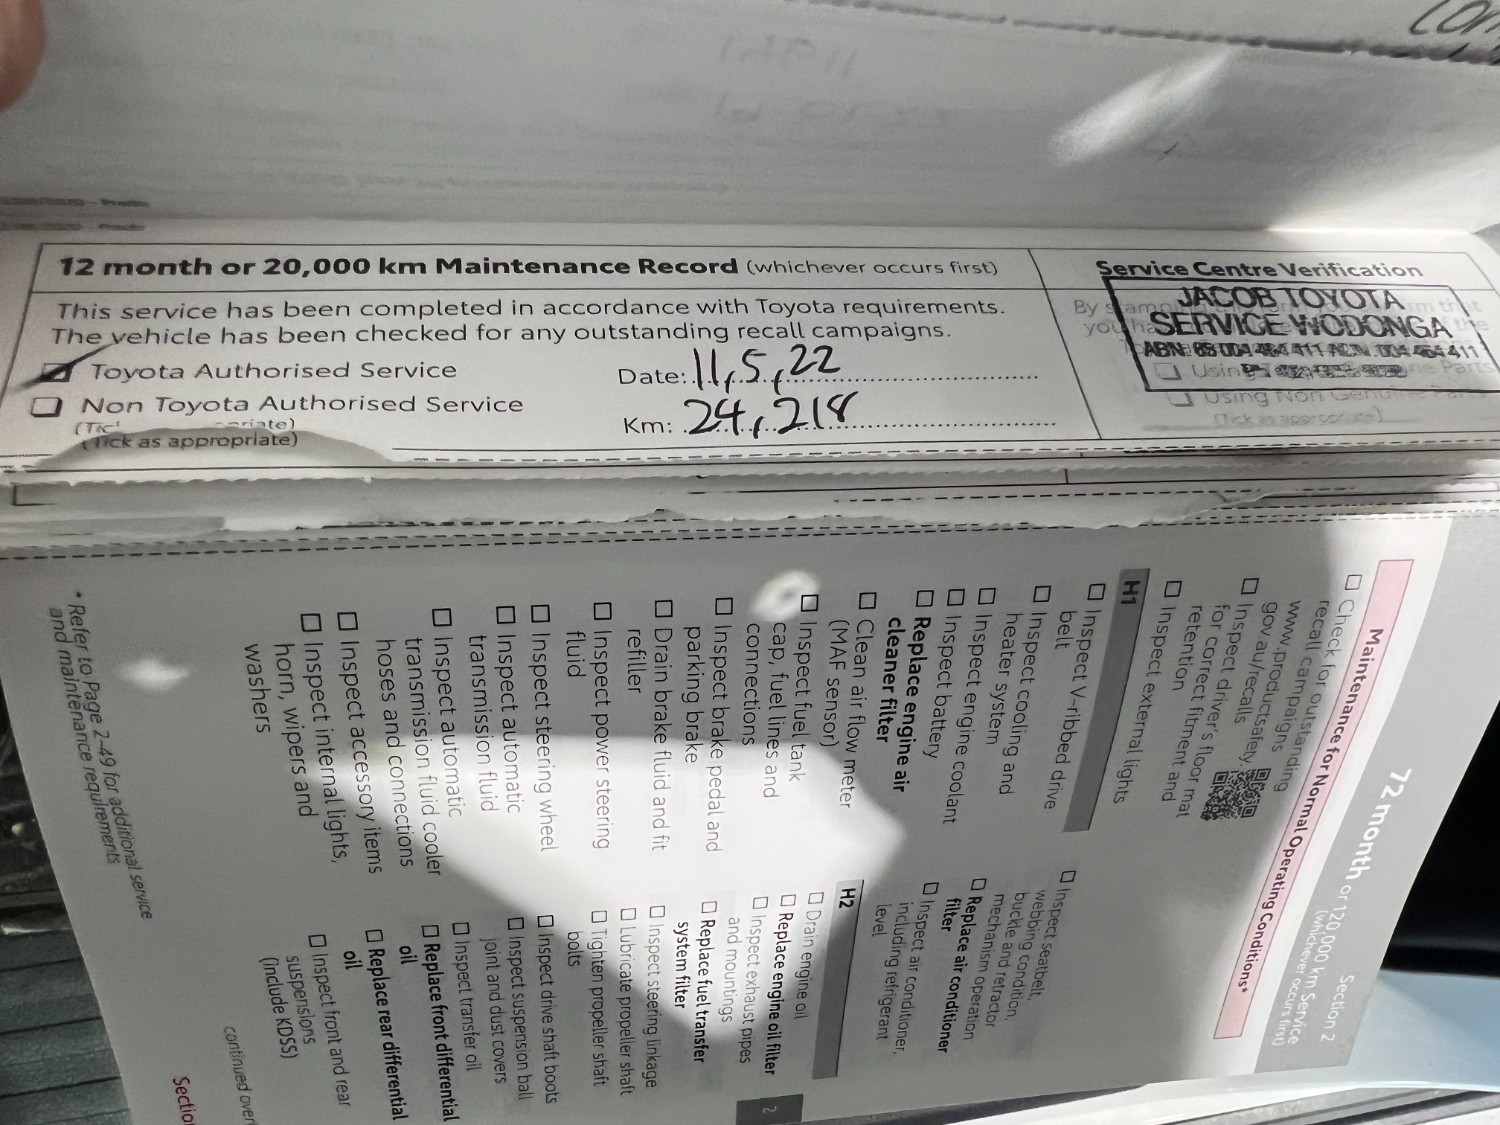 12 month or 20,000 km Maintenance Record (whichever occurs first)
This service has been completed in accordance with Toyota requirements.
The vehicle has been checked for any outstanding recall campaigns.
Toyota Authorised Service
Date: 11,5,22
Non Toyota Authorised Service
Km: 24,218
(Tick as appropriate)
Service Centre Verification
JACOB TOYOTA
SERVICE WODONGA
Section 2
72 month or 120,000 km Service
(whichever occurs first)
Maintenance for Normal Operating Conditions*
Check for outstanding
recall campaigns
www.productsafety.
gov.au/recalls
Inspect driver's floor mat
for correct fitment and
retention
Inspect external lights
H1
Inspect V-ribbed drive
belt
Inspect cooling and
heater system
Inspect engine coolant
Inspect battery
Replace engine air
cleaner filter
Clean air flow meter
(MAF sensor)
Inspect fuel tank
cap, fuel lines and
connections
Inspect brake pedal and
parking brake
Drain brake fluid and fit
refiller
Inspect power steering
fluid
Inspect steering wheel
Inspect automatic
transmission fluid
Inspect automatic
transmission fluid cooler
hoses and connections
Inspect accessory items
Inspect internal lights,
horn, wipers and
washers
Inspect seatbelt,
webbing condition,
buckle and retractor
mechanism operation
Replace air conditioner
filter
Inspect air conditioner,
including refrigerant
level
H2
Drain engine oil
Replace engine oil filter
Inspect exhaust pipes
and mountings
Replace fuel transfer
system filter
Inspect steering linkage
Lubricate propeller shaft
Tighten propeller shaft
bolts
Inspect drive shaft boots
Inspect suspension ball
joint and dust covers
Inspect transfer oil
Replace front differential
oil
Replace rear differential
oil
Inspect front and rear
suspensions
(include KDSS)
continued over
* Refer to Page 2-49 for additional service
and maintenance requirements
2